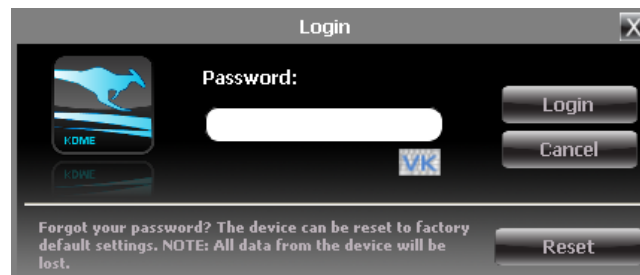 Login
X
Password:
Login
KDME
VK
Cancel
Forgot your password? The device can be reset to factory
default settings. NOTE: All data from the device will be
lost.
Reset